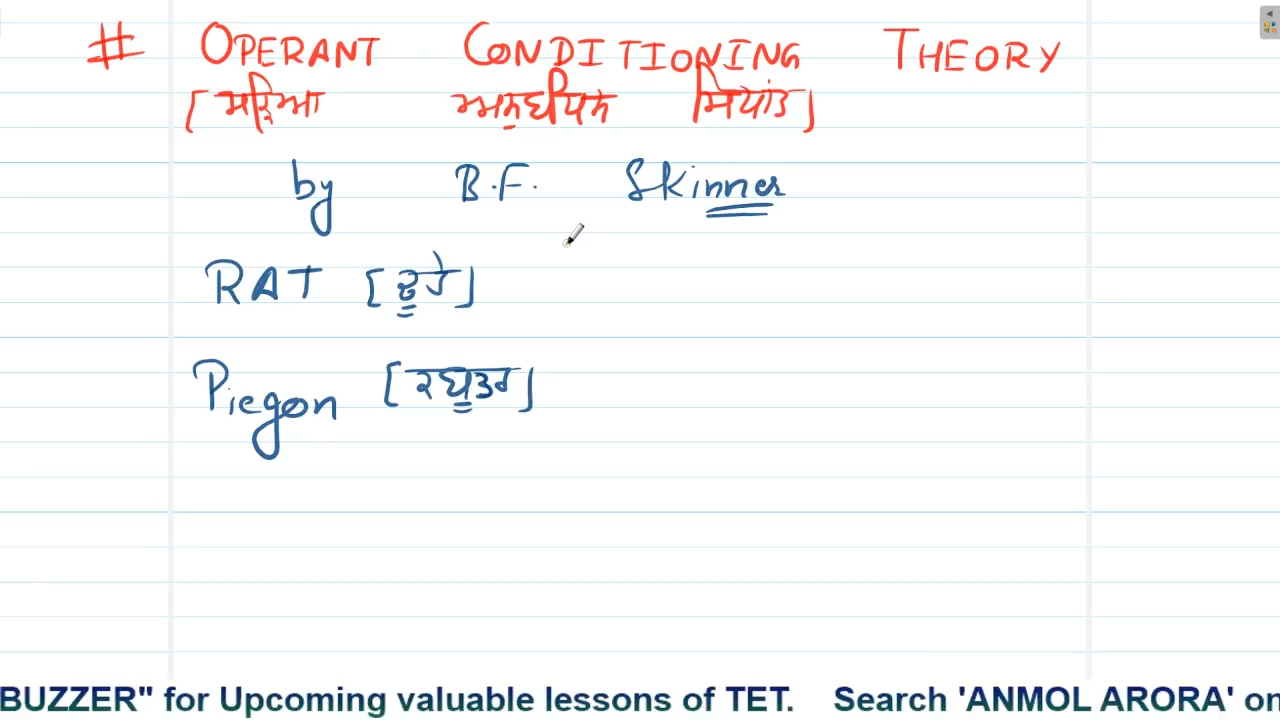 # OPERANT CONDITIONING THEORY
[ਸਕ੍ਰਿਆ ਸਿਧਾਂਤ]
by B.F. Skinner
RAT [ਚੂਹੇ]
Piegon [ਕਬੂਤਰ]
BUZZER" for Upcoming valuable lessons of TET. Search 'ANMOL ARORA' on